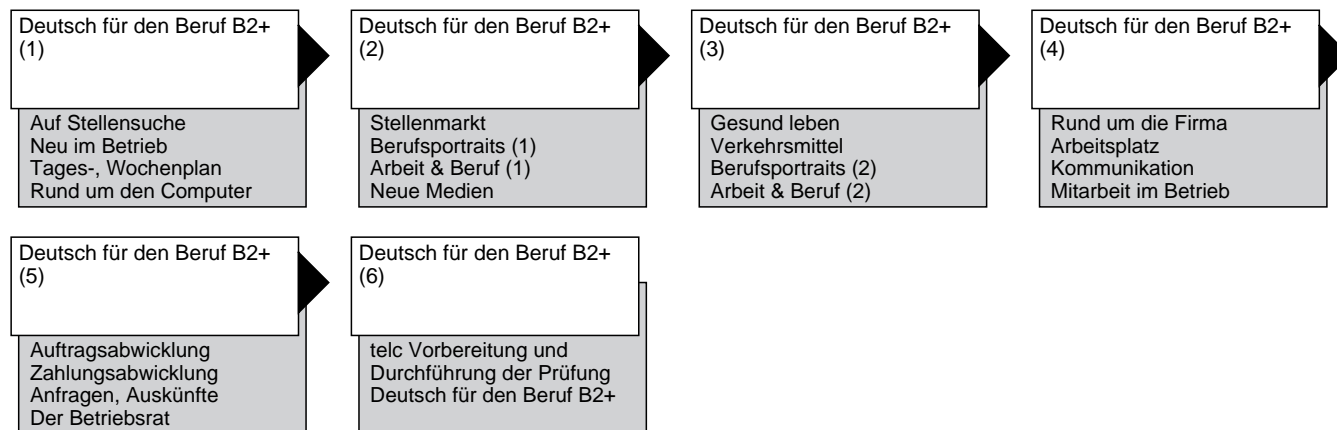 Deutsch für den Beruf B2+
(1)
Auf Stellensuche
Neu im Betrieb
Tages-, Wochenplan
Rund um den Computer
Deutsch für den Beruf B2+
(2)
Stellenmarkt
Berufsportraits (1)
Arbeit & Beruf (1)
Neue Medien
Deutsch für den Beruf B2+
(3)
Gesund leben
Verkehrsmittel
Berufsportraits (2)
Arbeit & Beruf (2)
Deutsch für den Beruf B2+
(4)
Rund um die Firma
Arbeitsplatz
Kommunikation
Mitarbeit im Betrieb
Deutsch für den Beruf B2+
(5)
Auftragsabwicklung
Zahlungsabwicklung
Anfragen, Auskünfte
Der Betriebsrat
Deutsch für den Beruf B2+
(6)
telc Vorbereitung und
Durchführung der Prüfung
Deutsch für den Beruf B2+